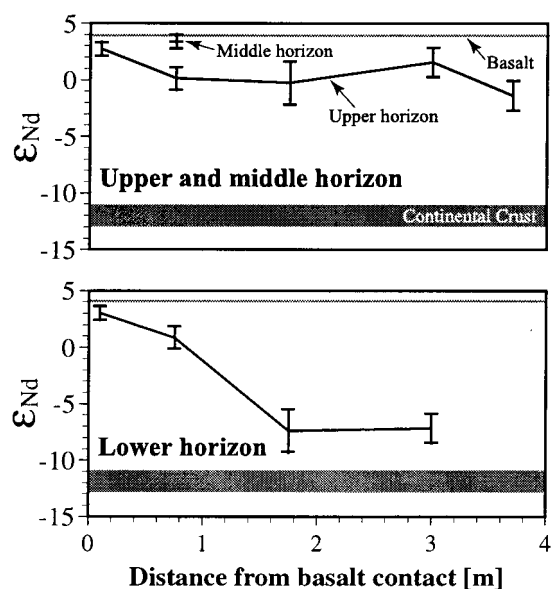 5
Middle horizon
Basalt
0
Upper horizon
εNd
-5
Upper and middle horizon
-10
Continental Crust
-15
5
0
εNd
-5
Lower horizon
-10
-15
0 1 2 3 4
Distance from basalt contact [m]